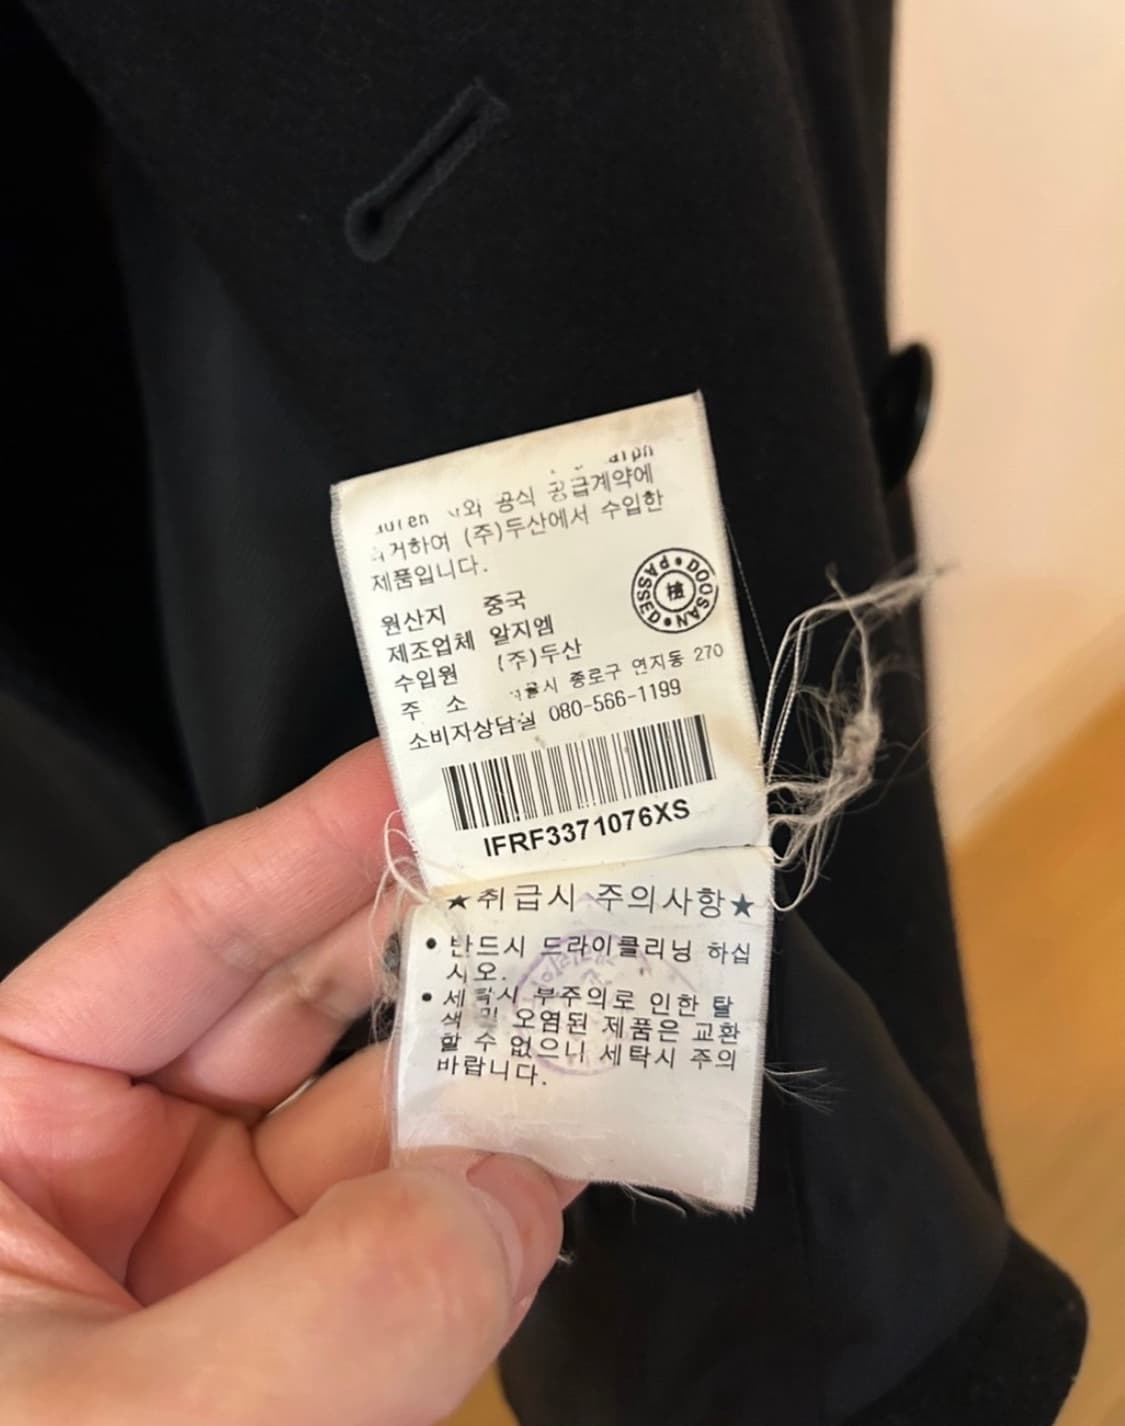 와 공식 공급계약에
거하여 (주)두산에서 수입한
제품입니다.
DOOSAN PASSED
檢
원산지 중국
제조업체 알지엠
수입원 (주)두산
주 소 서울시 종로구 연지동 270
소비자상담실 080-566-1199
IFRF3371076XS
★취급시 주의사항★
• 반드시 드라이클리닝 하십
시오.
• 세탁시 부주의로 인한 탈
색 및 오염된 제품은 교환
할 수 없으니 세탁시 주의
바랍니다.